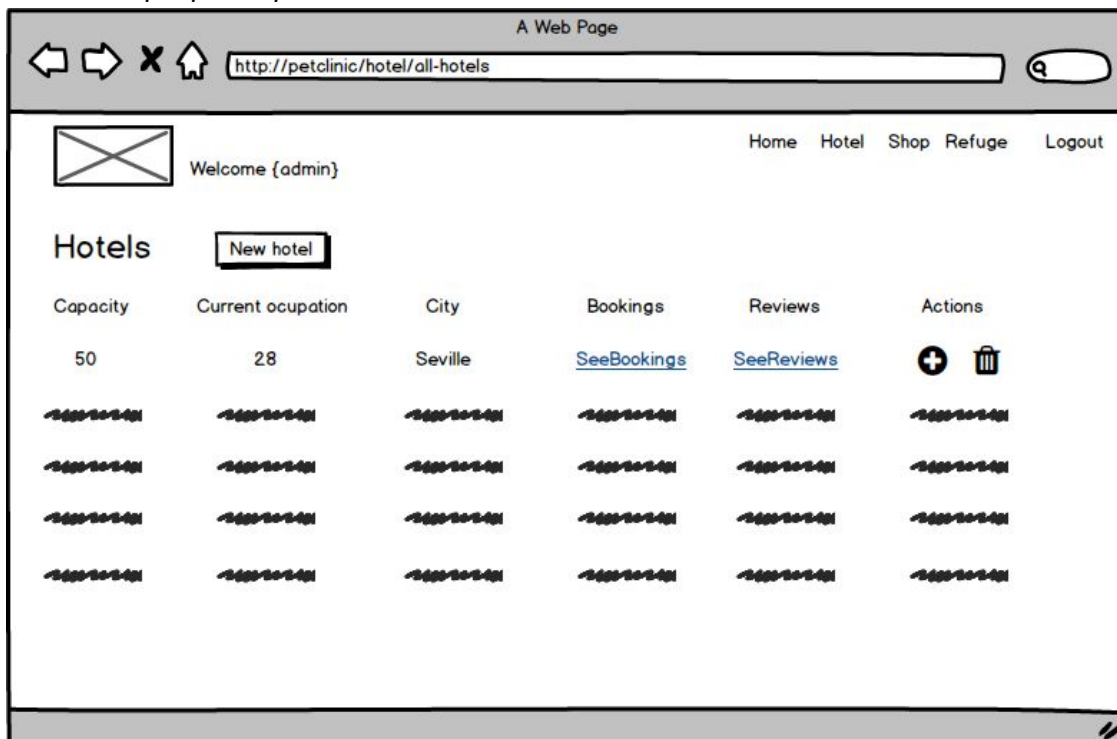 A Web Page
http://petclinic/hotel/all-hotels
Home Hotel Shop Refuge Logout
Welcome {admin}
Hotels New hotel
Capacity Current ocupation City Bookings Reviews Actions
50 28 Seville SeeBookings SeeReviews